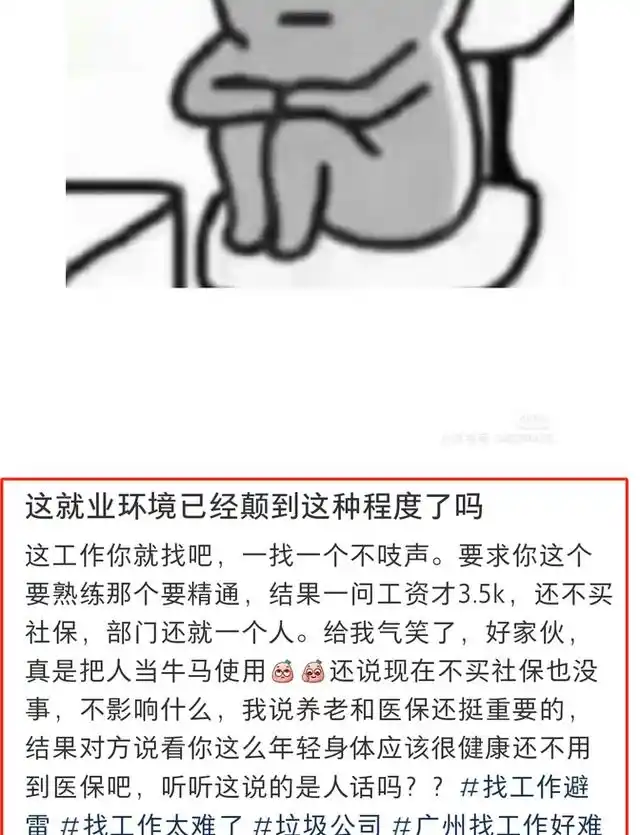 这就业环境已经颠到这种程度了吗
这工作你就找吧，一找一个不吱声。要求你这个
要熟练那个要精通，结果一问工资才3.5k，还不买
社保，部门还就一个人。给我气笑了，好家伙，
真是把人当牛马使用还说现在不买社保也没
事，不影响什么，我说养老和医保还挺重要的，
结果对方说看你这么年轻身体应该很健康还不用
到医保吧，听听这说的是人话吗？？#找工作避
雷 #找工作太难了 #垃圾公司 #广州找工作好难